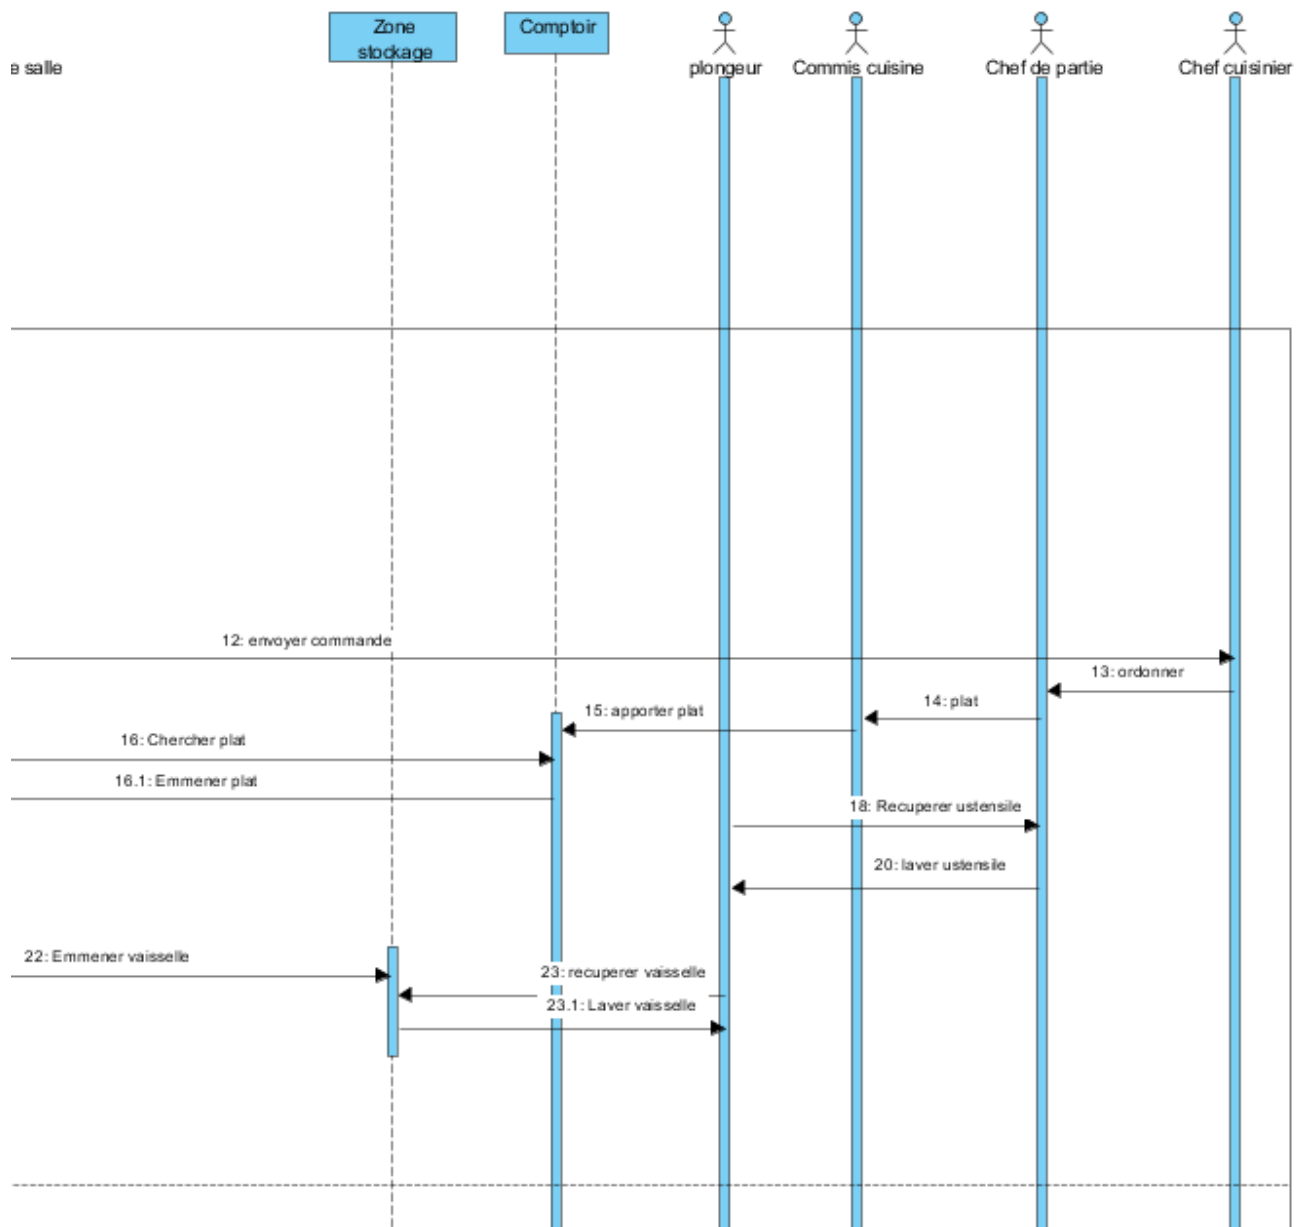 Zone
stockage
Comptoir
e salle
plongeur
Commis cuisine
Chef de partie
Chef cuisinier
12: envoyer commande
13: ordonner
14: plat
15: apporter plat
16: Chercher plat
16.1: Emmener plat
18: Recuperer ustensile
20: laver ustensile
22: Emmener vaisselle
23: recuperer vaisselle
23.1: Laver vaisselle